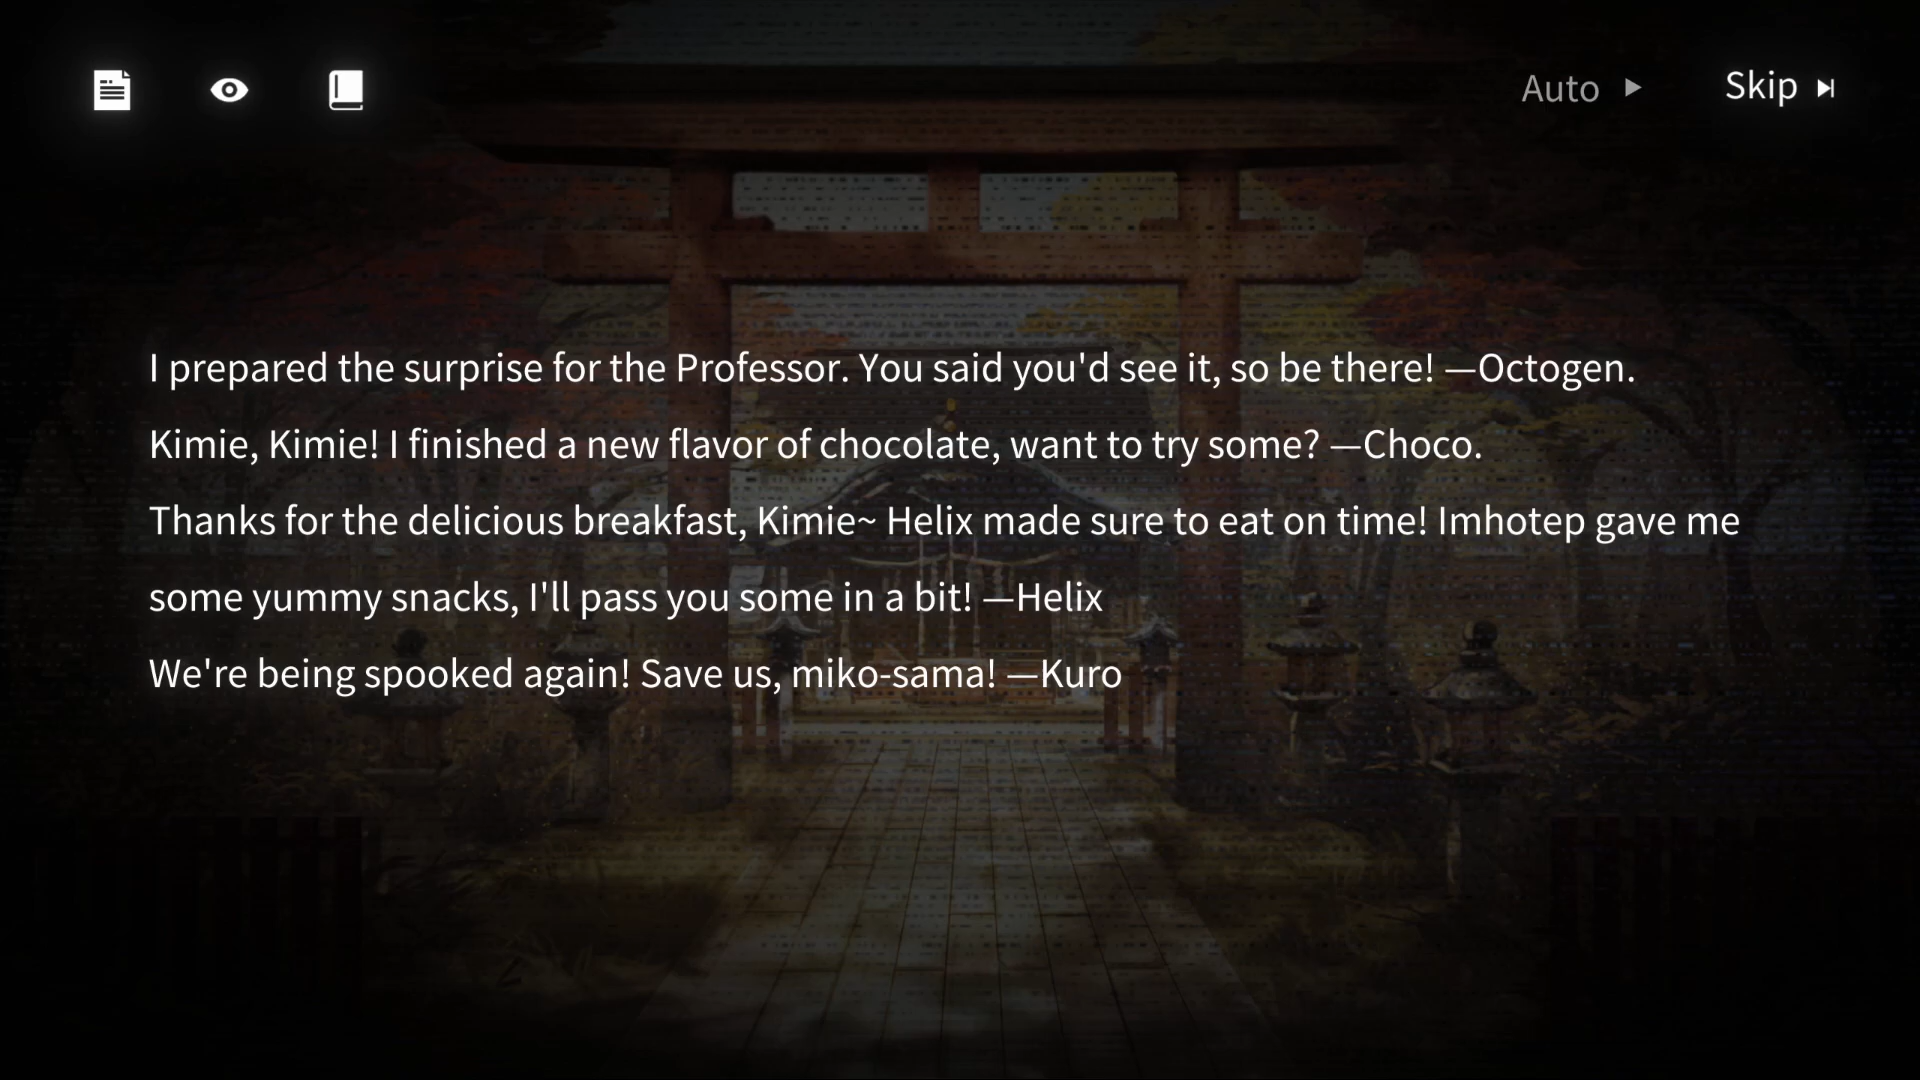 Auto
Skip
I prepared the surprise for the Professor. You said you'd see it, so be there! —Octogen.
Kimie, Kimie! I finished a new flavor of chocolate, want to try some? —Choco.
Thanks for the delicious breakfast, Kimie~ Helix made sure to eat on time! Imhotep gave me
some yummy snacks, I'll pass you some in a bit! —Helix
We're being spooked again! Save us, miko-sama! —Kuro